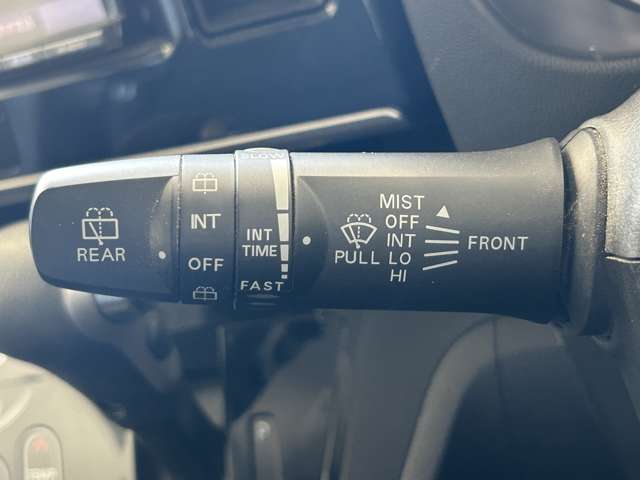 REAR
INT
OFF
SLOW
INT
TIME
FAST
MIST
OFF
INT
LO
HI
PULL
FRONT